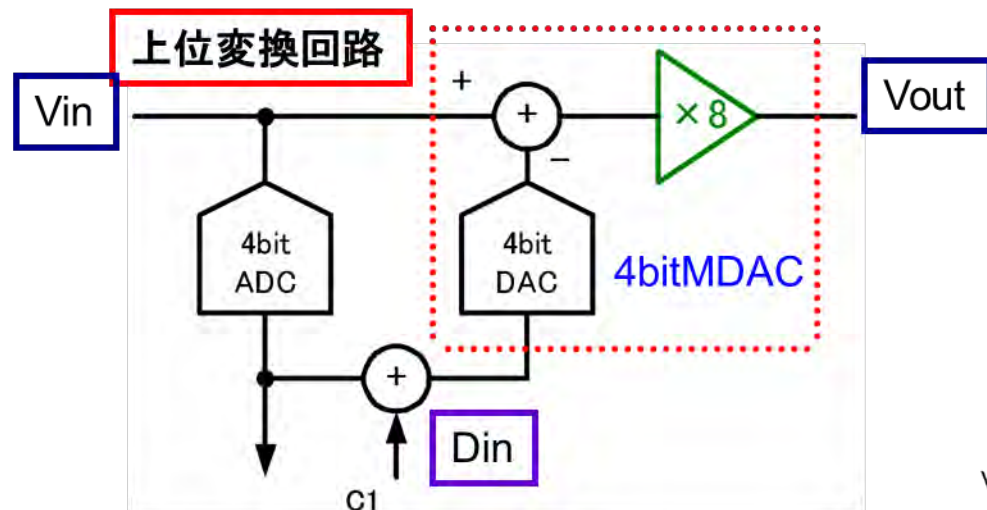 上位変換回路
Vin
+
+
−
×8
Vout
4bit
ADC
4bit
DAC
4bitMDAC
+
Din
C1